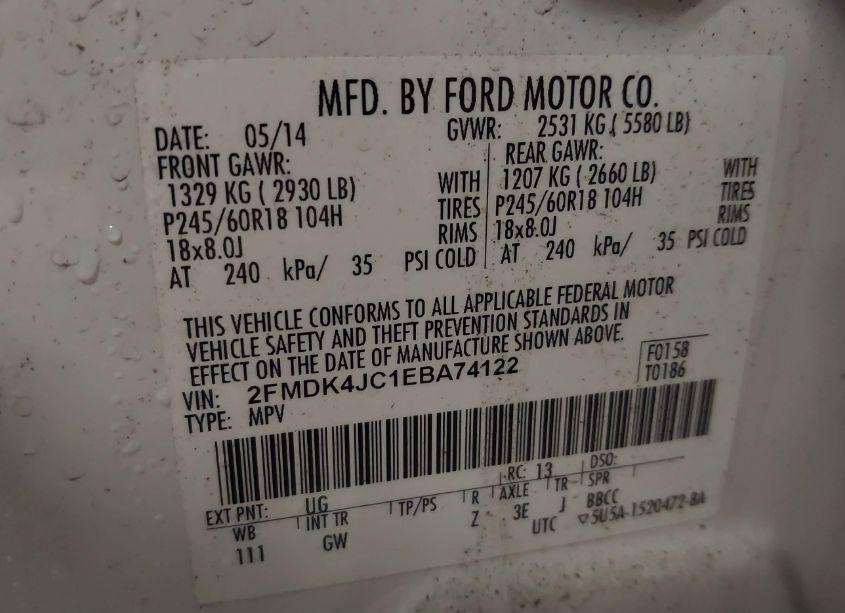 MFD. BY FORD MOTOR CO.
DATE: 05/14 GVWR: 2531 KG ( 5580 LB)
FRONT GAWR: REAR GAWR:
1329 KG ( 2930 LB) WITH 1207 KG ( 2660 LB) WITH
P245/60R18 104H TIRES P245/60R18 104H TIRES
18x8.0J RIMS 18x8.0J RIMS
AT 240 kPa/ 35 PSI COLD AT 240 kPa/ 35 PSI COLD
THIS VEHICLE CONFORMS TO ALL APPLICABLE FEDERAL MOTOR
VEHICLE SAFETY AND THEFT PREVENTION STANDARDS IN
EFFECT ON THE DATE OF MANUFACTURE SHOWN ABOVE.
VIN: 2FMDK4JC1EBA74122 F0158
TYPE: MPV T0186
EXT PNT: UG RC: 13 DSO:
WB INT TR TP/PS R AXLE TR SPR
111 GW Z 3E J BBCC
UTC ▽5U5A-1520472-BA